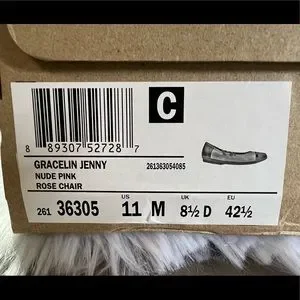 C
8 89307 52728 7
GRACELIN JENNY
261363054085
NUDE PINK
ROSE CHAIR
US UK EU
261 36305 11 M 8½ D 42½